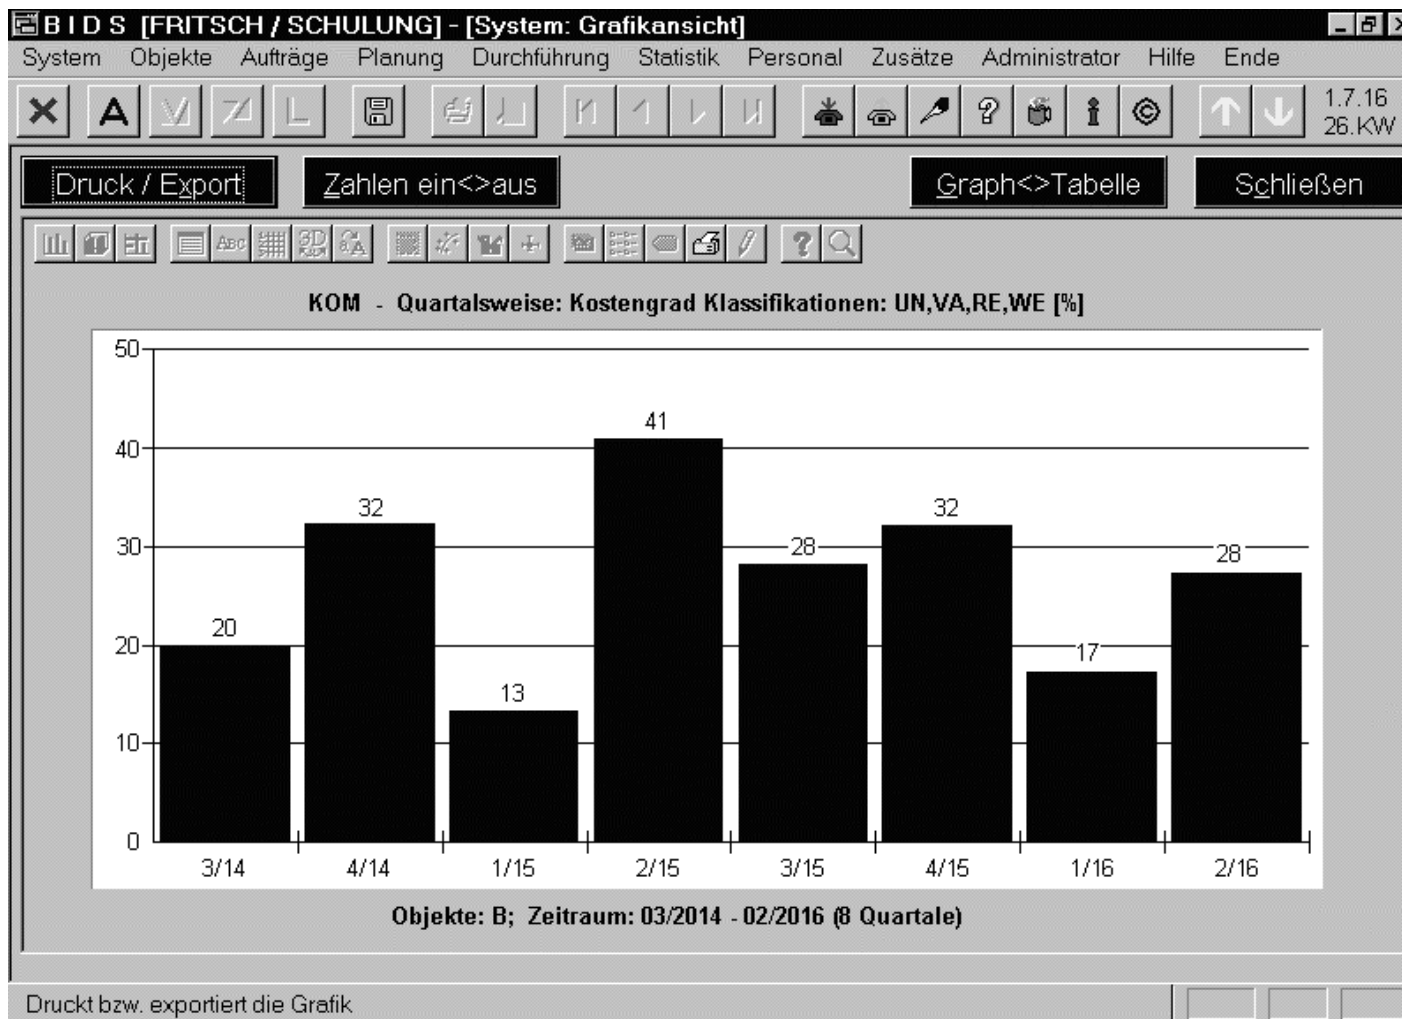 B I D S [FRITSCH / SCHULUNG] - [System: Grafikansicht]
System Objekte Aufträge Planung Durchführung Statistik Personal Zusätze Administrator Hilfe Ende
1.7.16
26.KW
Druck / Export Zahlen ein<>aus Graph<>Tabelle Schließen
KOM - Quartalsweise: Kostengrad Klassifikationen: UN,VA,RE,WE [%]
50
41
40
32 32
30 28 28
20 20 17
13
10
0
3/14 4/14 1/15 2/15 3/15 4/15 1/16 2/16
Objekte: B; Zeitraum: 03/2014 - 02/2016 (8 Quartale)
Druckt bzw. exportiert die Grafik